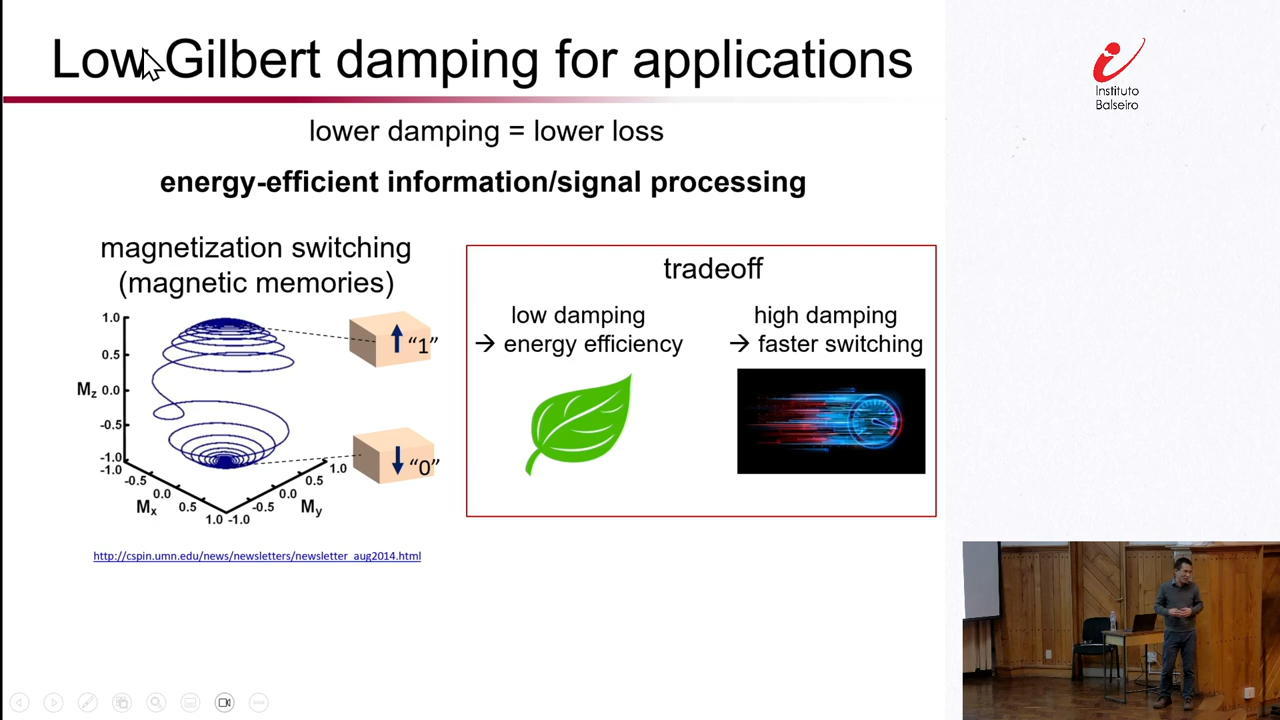 Low Gilbert damping for applications
lower damping = lower loss
energy-efficient information/signal processing
magnetization switching
(magnetic memories)
1.0
0.5
Mz 0.0
-0.5
-1.0
-1.0
-0.5
0.0
0.5
1.0
Mx
-1.0
-0.5
0.0
0.5
1.0
My
“1”
“0”
http://cspin.umn.edu/news/newsletters/newsletter_aug2014.html
tradeoff
low damping
→ energy efficiency
high damping
→ faster switching
Instituto
Balseiro